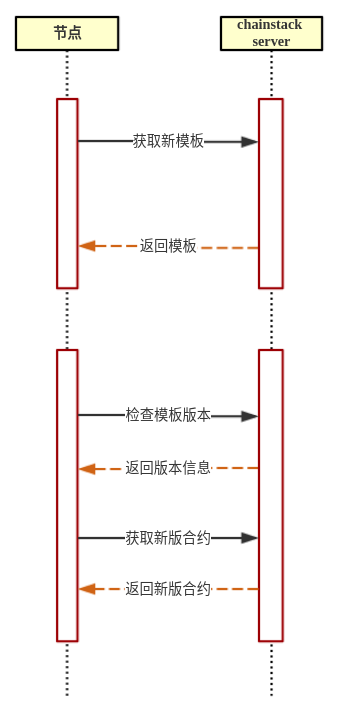 节点
chainstack
server
获取新模板
返回模板
检查模板版本
返回版本信息
获取新版合约
返回新版合约